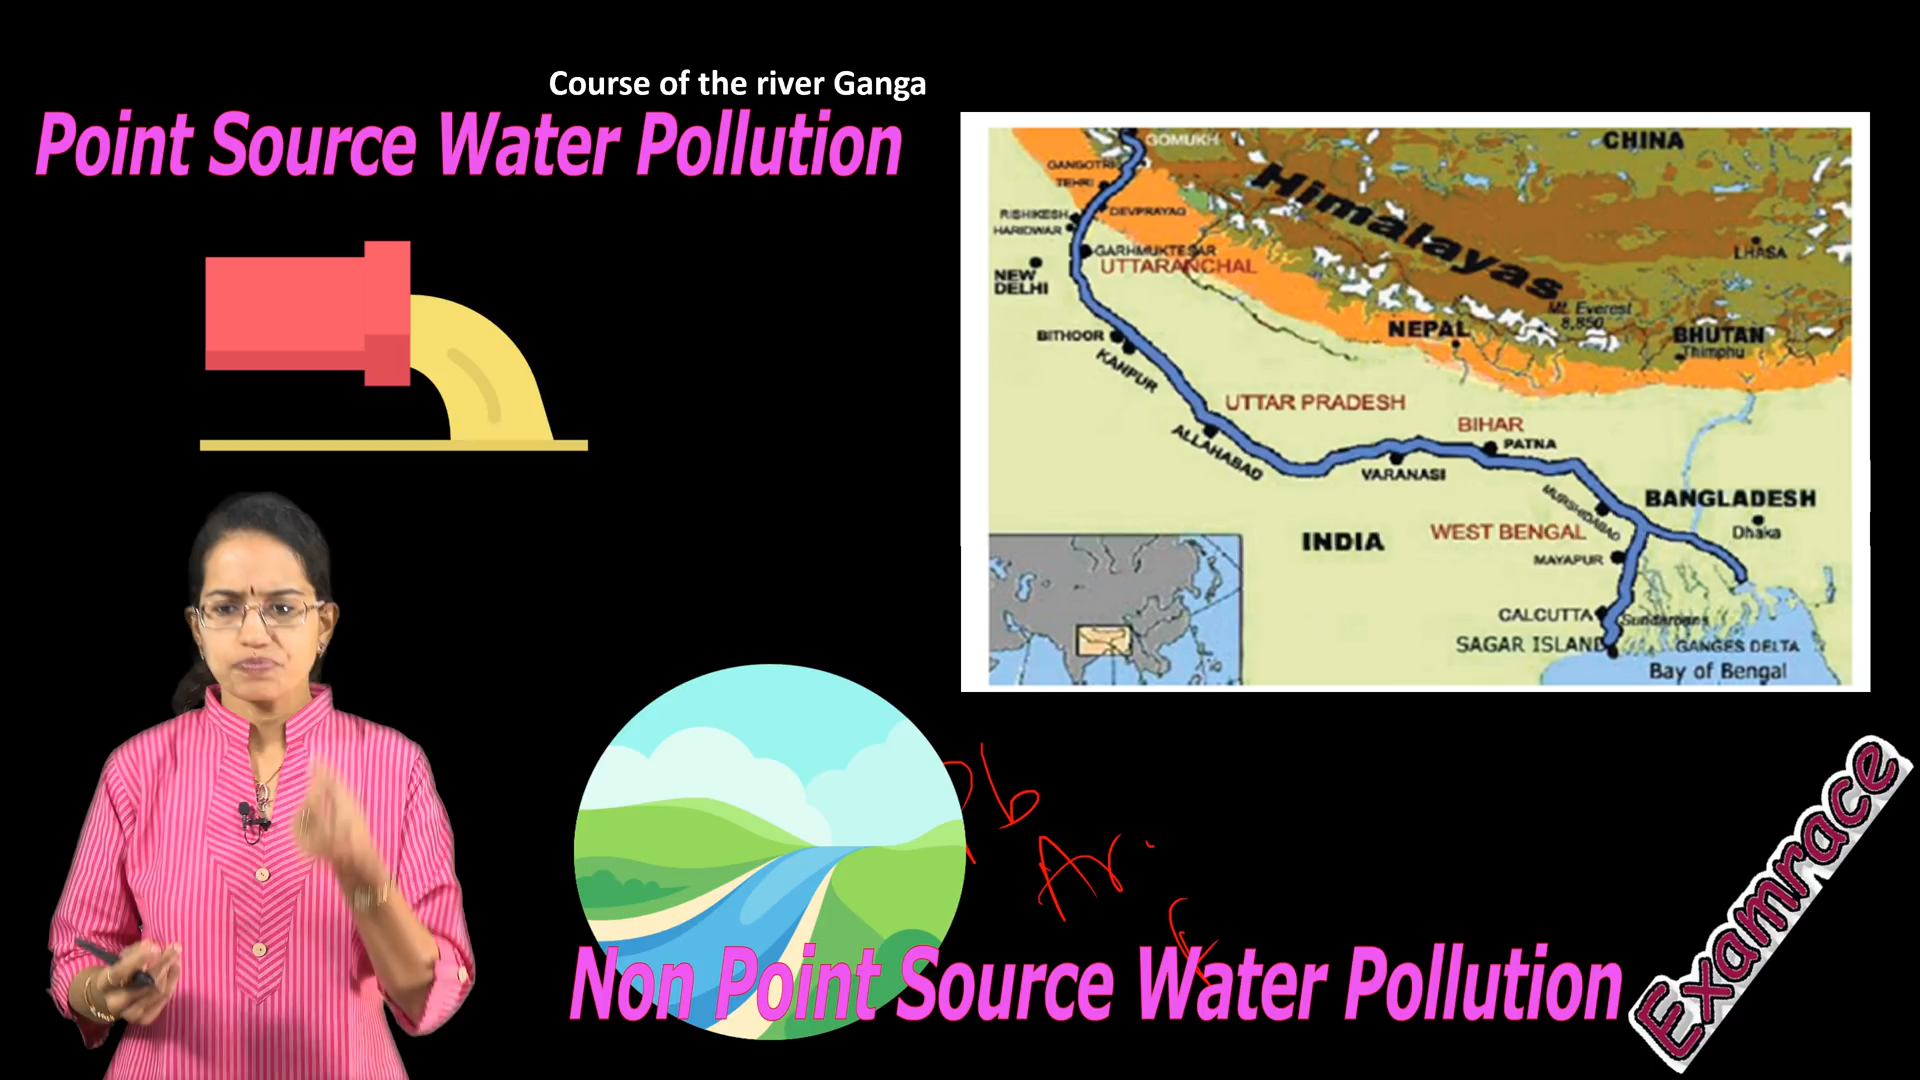 Course of the river Ganga
Point Source Water Pollution
GOMUKH
CHINA
GANGOTRI
TEHRI
Himalayas
RISHIKESH
DEVPRAYAG
HARIDWAR
GARHMUKTESAR
LHASA
UTTARANCHAL
NEW
DELHI
Mt. Everest
8,850
NEPAL
BHUTAN
BITHOOR
Thimphu
KANPUR
UTTAR PRADESH
BIHAR
ALLAHABAD
PATNA
VARANASI
MURSHIDABAD
BANGLADESH
INDIA
WEST BENGAL
Dhaka
MAYAPUR
CALCUTTA
Sundarbans
SAGAR ISLAND
GANGES DELTA
Bay of Bengal
Pb
Ar
F
Non Point Source Water Pollution
Examrace